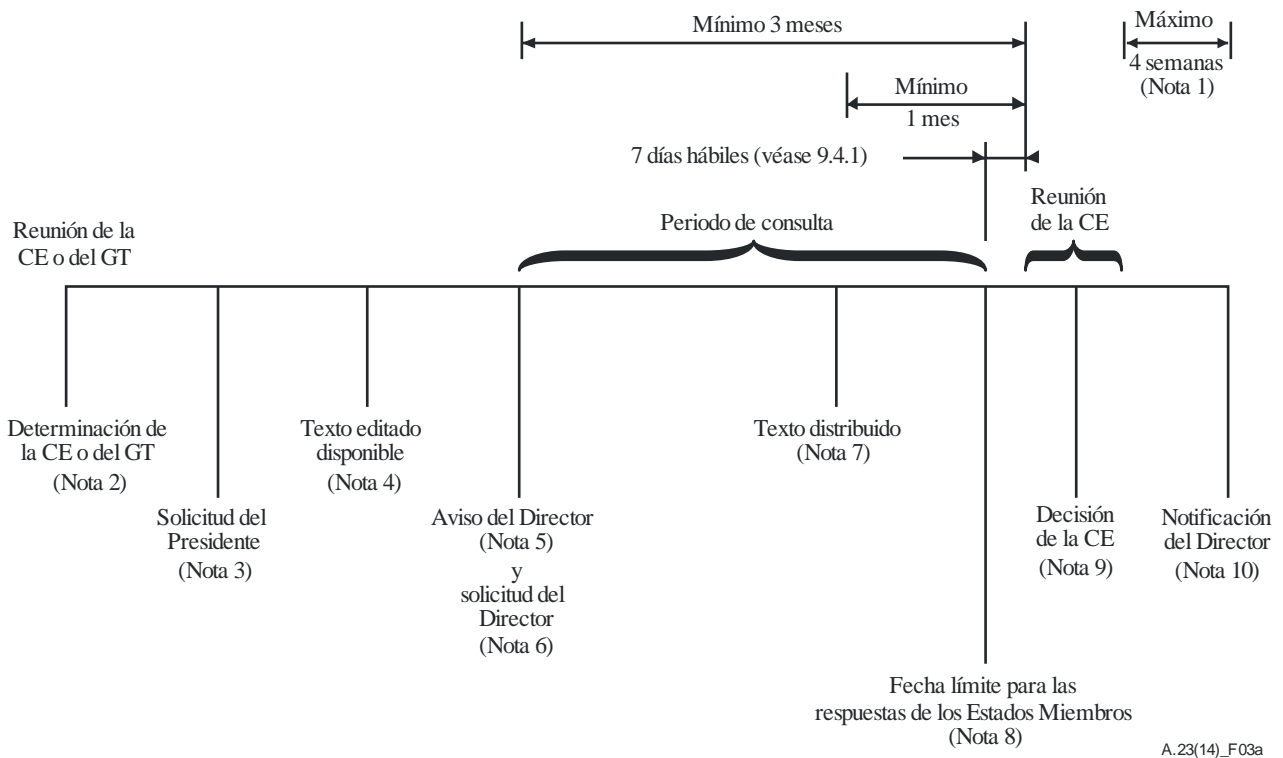 Mínimo 3 meses
Máximo
4 semanas
(Nota 1)
Mínimo
1 mes
7 días hábiles (véase 9.4.1)
Reunión de la
CE o del GT
Periodo de consulta
Reunión
de la CE
Determinación de
la CE o del GT
(Nota 2)
Solicitud del
Presidente
(Nota 3)
Texto editado
disponible
(Nota 4)
Aviso del Director
(Nota 5)
y
solicitud del
Director
(Nota 6)
Texto distribuido
(Nota 7)
Fecha límite para las
respuestas de los Estados Miembros
(Nota 8)
Decisión
de la CE
(Nota 9)
Notificación
del Director
(Nota 10)
A.23(14)_F03a